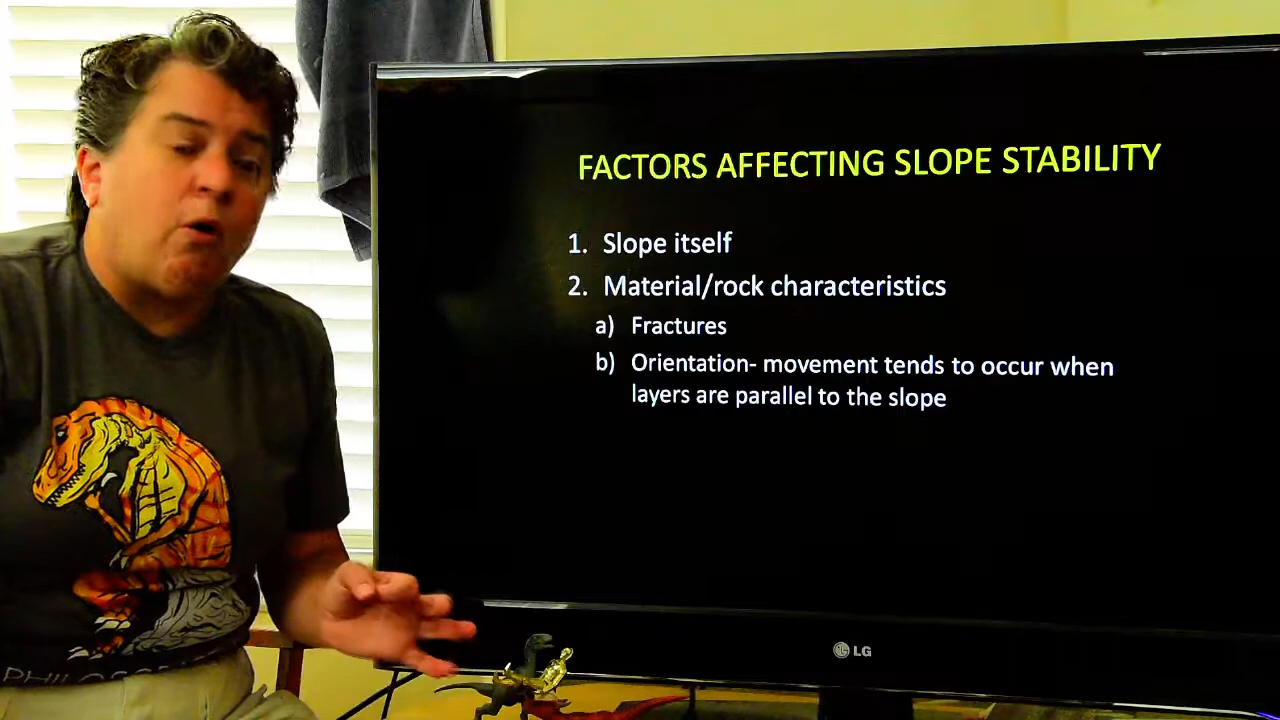 FACTORS AFFECTING SLOPE STABILITY
1. Slope itself
2. Material/rock characteristics
a) Fractures
b) Orientation- movement tends to occur when
layers are parallel to the slope
LG